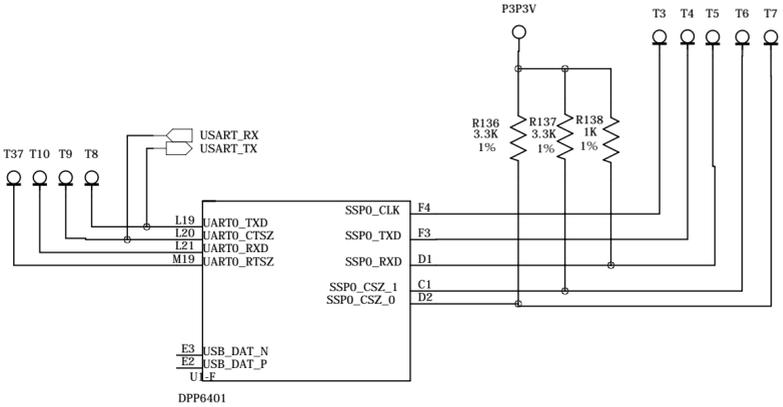 P3P3V
T3 T4 T5 T6 T7
R136 R137 R138
3.3K 3.3K 1K
1% 1% 1%
USART_RX
USART_TX
T37 T10 T9 T8
SSP0_CLK F4
L19 UART0_TXD
L20 UART0_CTSZ SSP0_TXD F3
L21 UART0_RXD
M19 UART0_RTSZ SSP0_RXD D1
SSP0_CSZ_1 C1
SSP0_CSZ_0 D2
E3 USB_DAT_N
E2 USB_DAT_P
U1-F
DPP6401